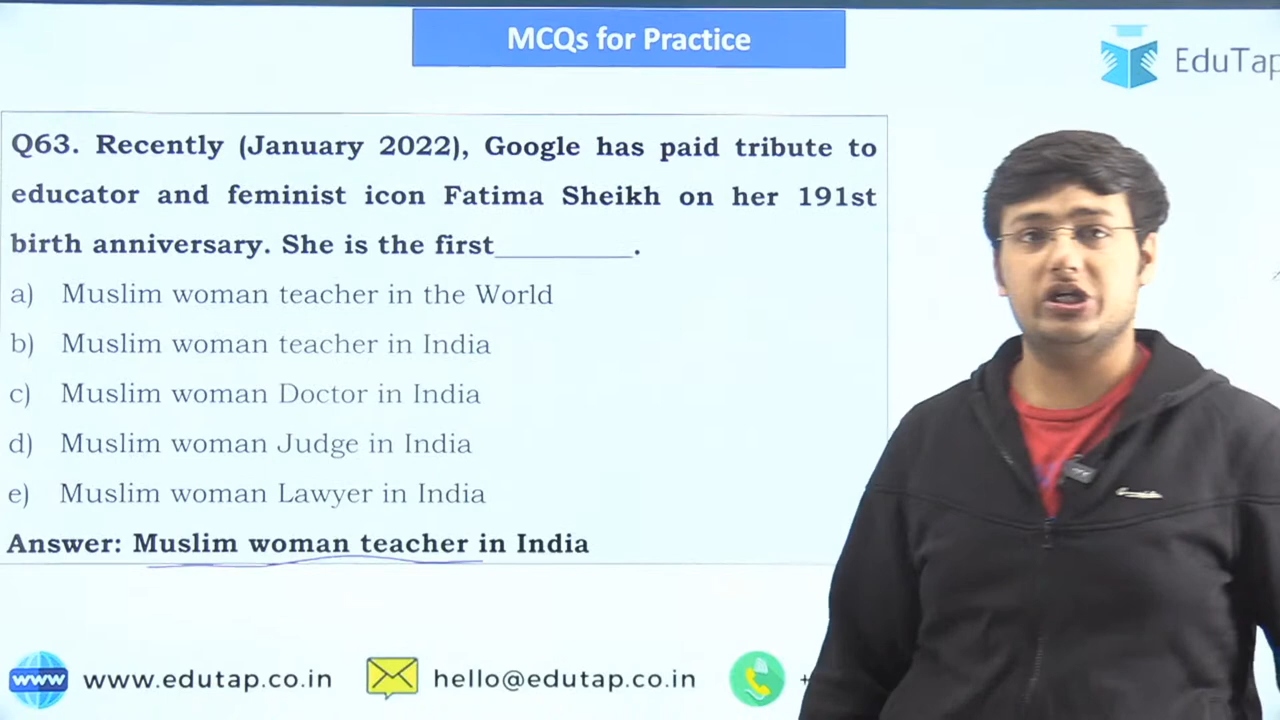 MCQs for Practice
EduTap
Q63. Recently (January 2022), Google has paid tribute to
educator and feminist icon Fatima Sheikh on her 191st
birth anniversary. She is the first_________.
a) Muslim woman teacher in the World
b) Muslim woman teacher in India
c) Muslim woman Doctor in India
d) Muslim woman Judge in India
e) Muslim woman Lawyer in India
Answer: Muslim woman teacher in India
www www.edutap.co.in hello@edutap.co.in +